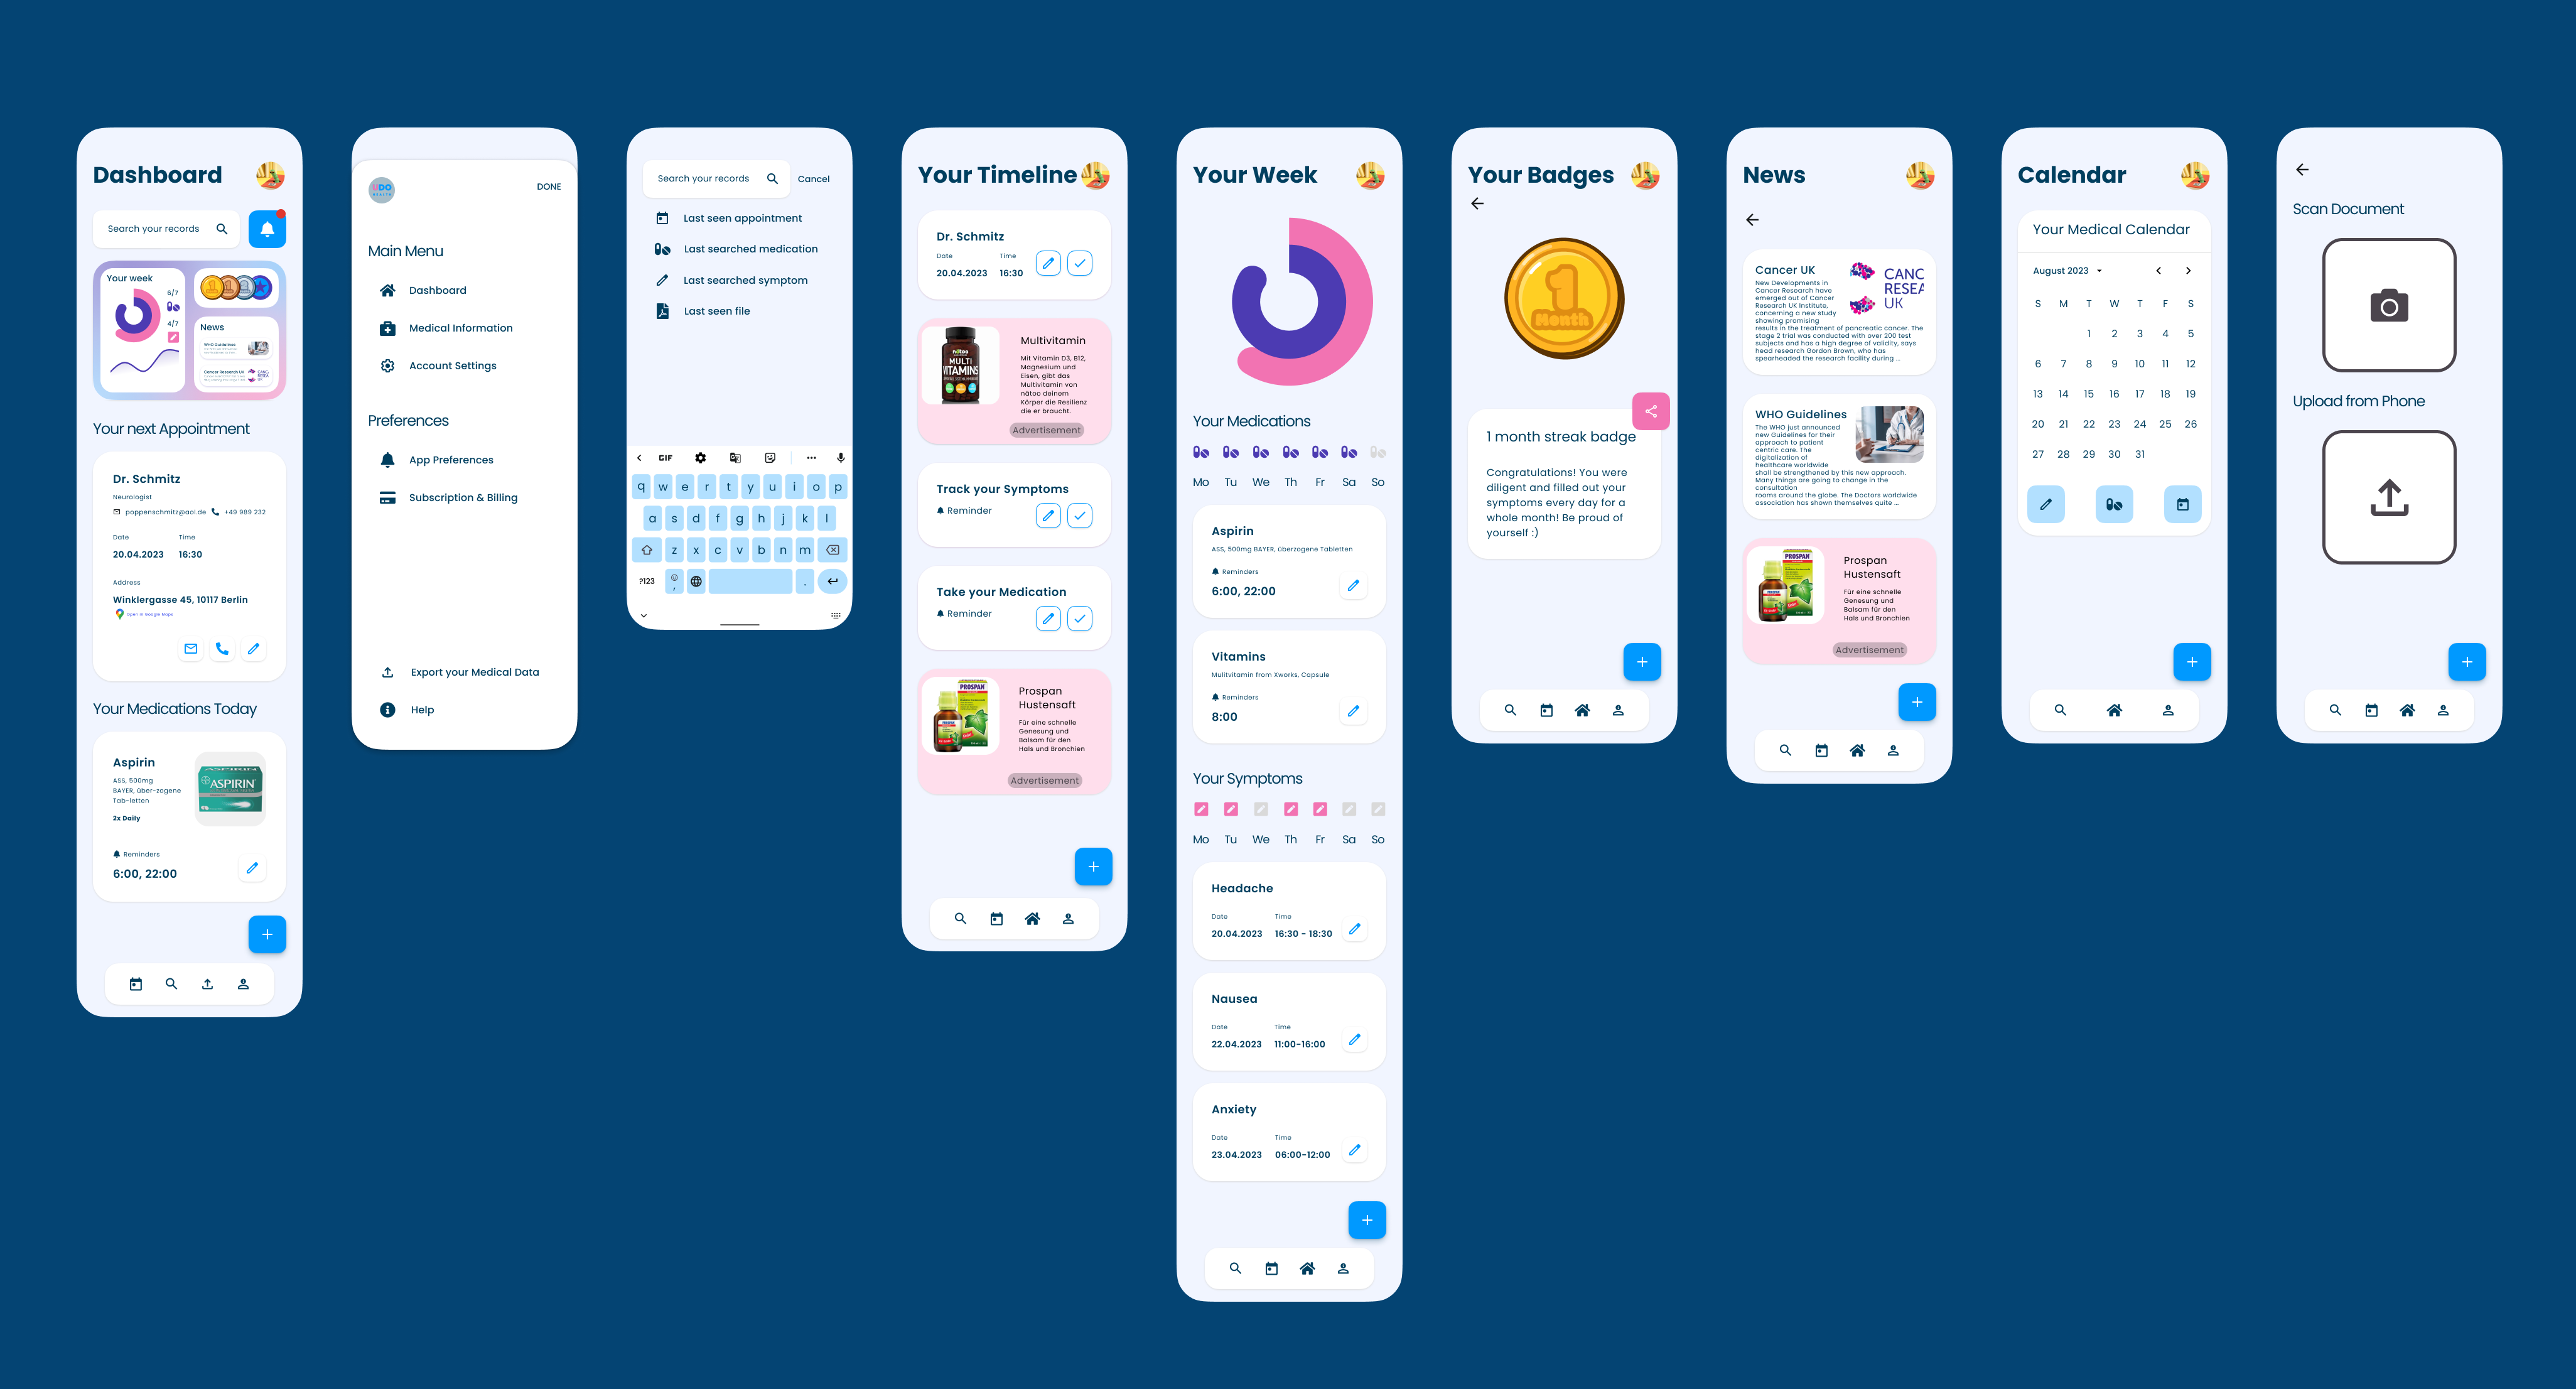 Dashboard
Search your records
Your week
6/7
4/7
News
WHO Guidelines
Cancer Research UK
CANC
RESEA
UK
Your next Appointment
Dr. Schmitz
Neurologist
poppenschmitz@aol.de
+49 989 232
Date
Time
20.04.2023
16:30
Address
Winklergasse 45, 10117 Berlin
Open in Google Maps
Your Medications Today
Aspirin
ASS, 500mg
BAYER, über-zogene
Tab-letten
2x Daily
ASPIRIN
Reminders
6:00, 22:00
UDO
HEALTH
DONE
Main Menu
Dashboard
Medical Information
Account Settings
Preferences
App Preferences
Subscription & Billing
Export your Medical Data
Help
Search your records
Cancel
Last seen appointment
Last searched medication
Last searched symptom
Last seen file
GIF
q w e r t y u i o p
a s d f g h j k l
z x c v b n m
?123
,
.
Your Timeline
Dr. Schmitz
Date
Time
20.04.2023
16:30
nätoo
MULTI
VITAMINS
Multivitamin
Mit Vitamin D3, B12,
Magnesium und
Eisen, gibt das
Multivitamin von
nätoo deinem
Körper die Resilienz
die er braucht.
Advertisement
Track your Symptoms
Reminder
Take your Medication
Reminder
PROSPAN
Prospan
Hustensaft
Für eine schnelle
Genesung und
Balsam für den
Hals und Bronchien
Advertisement
Your Week
Your Medications
Mo Tu We Th Fr Sa So
Aspirin
ASS, 500mg BAYER, überzogene Tabletten
Reminders
6:00, 22:00
Vitamins
Mulitvitamin from Xworks, Capsule
Reminders
8:00
Your Symptoms
Mo Tu We Th Fr Sa So
Headache
Date
Time
20.04.2023
16:30 - 18:30
Nausea
Date
Time
22.04.2023
11:00-16:00
Anxiety
Date
Time
23.04.2023
06:00-12:00
Your Badges
1
Month
1 month streak badge
Congratulations! You were
diligent and filled out your
symptoms every day for a
whole month! Be proud of
yourself :)
News
Cancer UK
New Developments in
Cancer Research have
emerged out of Cancer
Research UK Institute,
concerning a new study
showing promising
results in the treatment of pancreatic cancer. The
stage 2 trial was conducted with over 200 test
subjects and has a high degree of validity, says
head research Gordon Brown, who has
spearheaded the research facility during ...
CANC
RESEA
UK
WHO Guidelines
The WHO just announced
new Guidelines for their
approach to patient
centric care. The
digitalization of
healthcare worldwide
shall be strengthened by this new approach.
Many things are going to change in the
consultation
rooms around the globe. The Doctors worldwide
association has shown themselves quite ...
PROSPAN
Prospan
Hustensaft
Für eine schnelle
Genesung und
Balsam für den
Hals und Bronchien
Advertisement
Calendar
Your Medical Calendar
August 2023
S M T W T F S
1 2 3 4 5
6 7 8 9 10 11 12
13 14 15 16 17 18 19
20 21 22 23 24 25 26
27 28 29 30 31
Scan Document
Upload from Phone